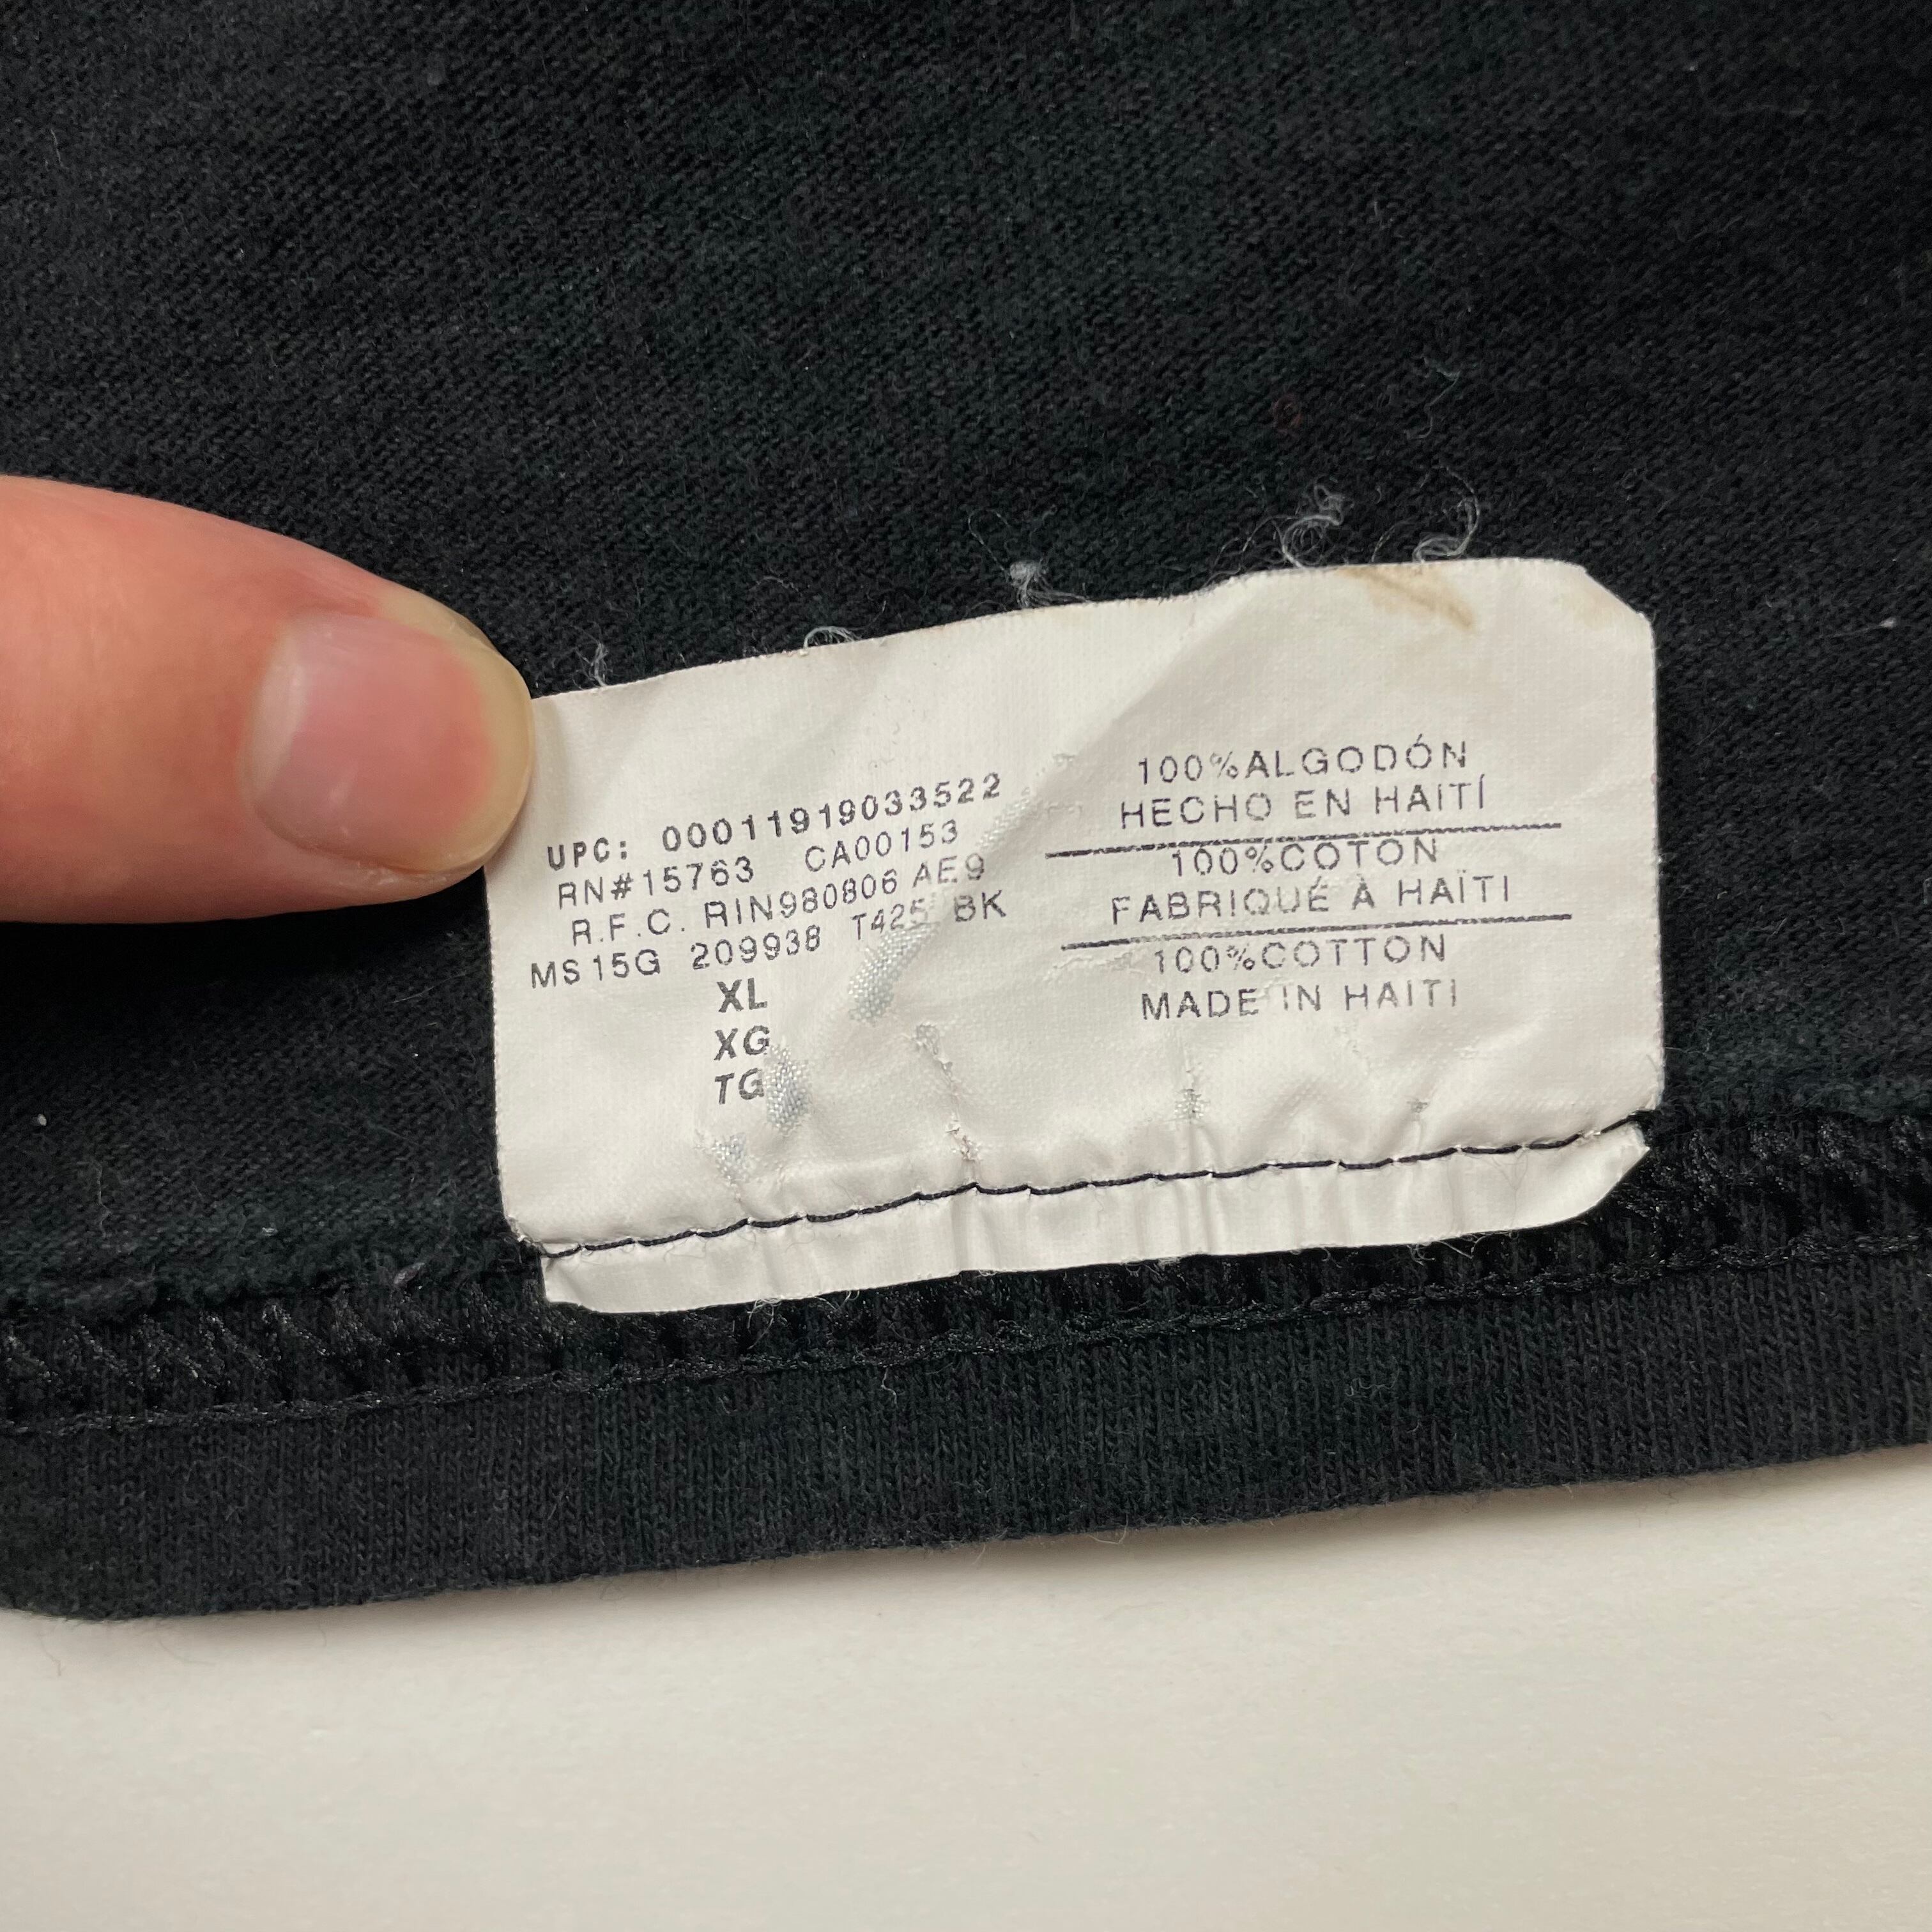 UPC: 00011919033522
RN#15763 CA00153
R.F.C. RIN980806 AE9
MS15G 209938 T425 BK
XL
XG
TG
100%ALGODÓN
HECHO EN HAITÍ
100%COTON
FABRIQUÉ À HAÏTI
100%COTTON
MADE IN HAITI